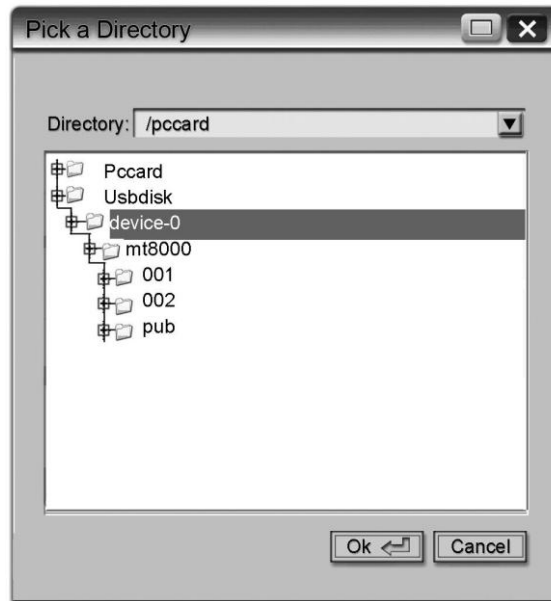 Pick a Directory
Directory: /pccard
Pccard
Usbdisk
device-0
mt8000
001
002
pub
Ok Cancel